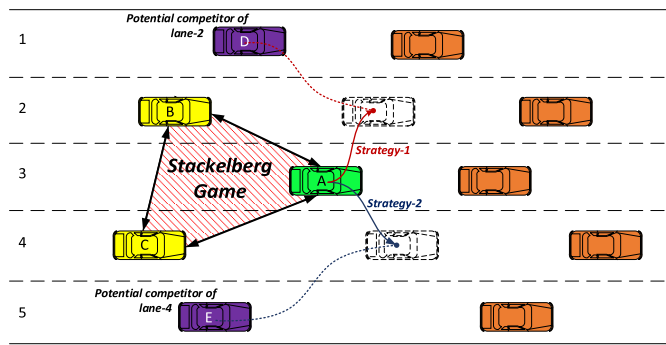 Potential competitor of
lane-2
1
D
2
B
Strategy-1
Stackelberg
Game
3
A
Strategy-2
4
C
Potential competitor of
lane-4
5
E